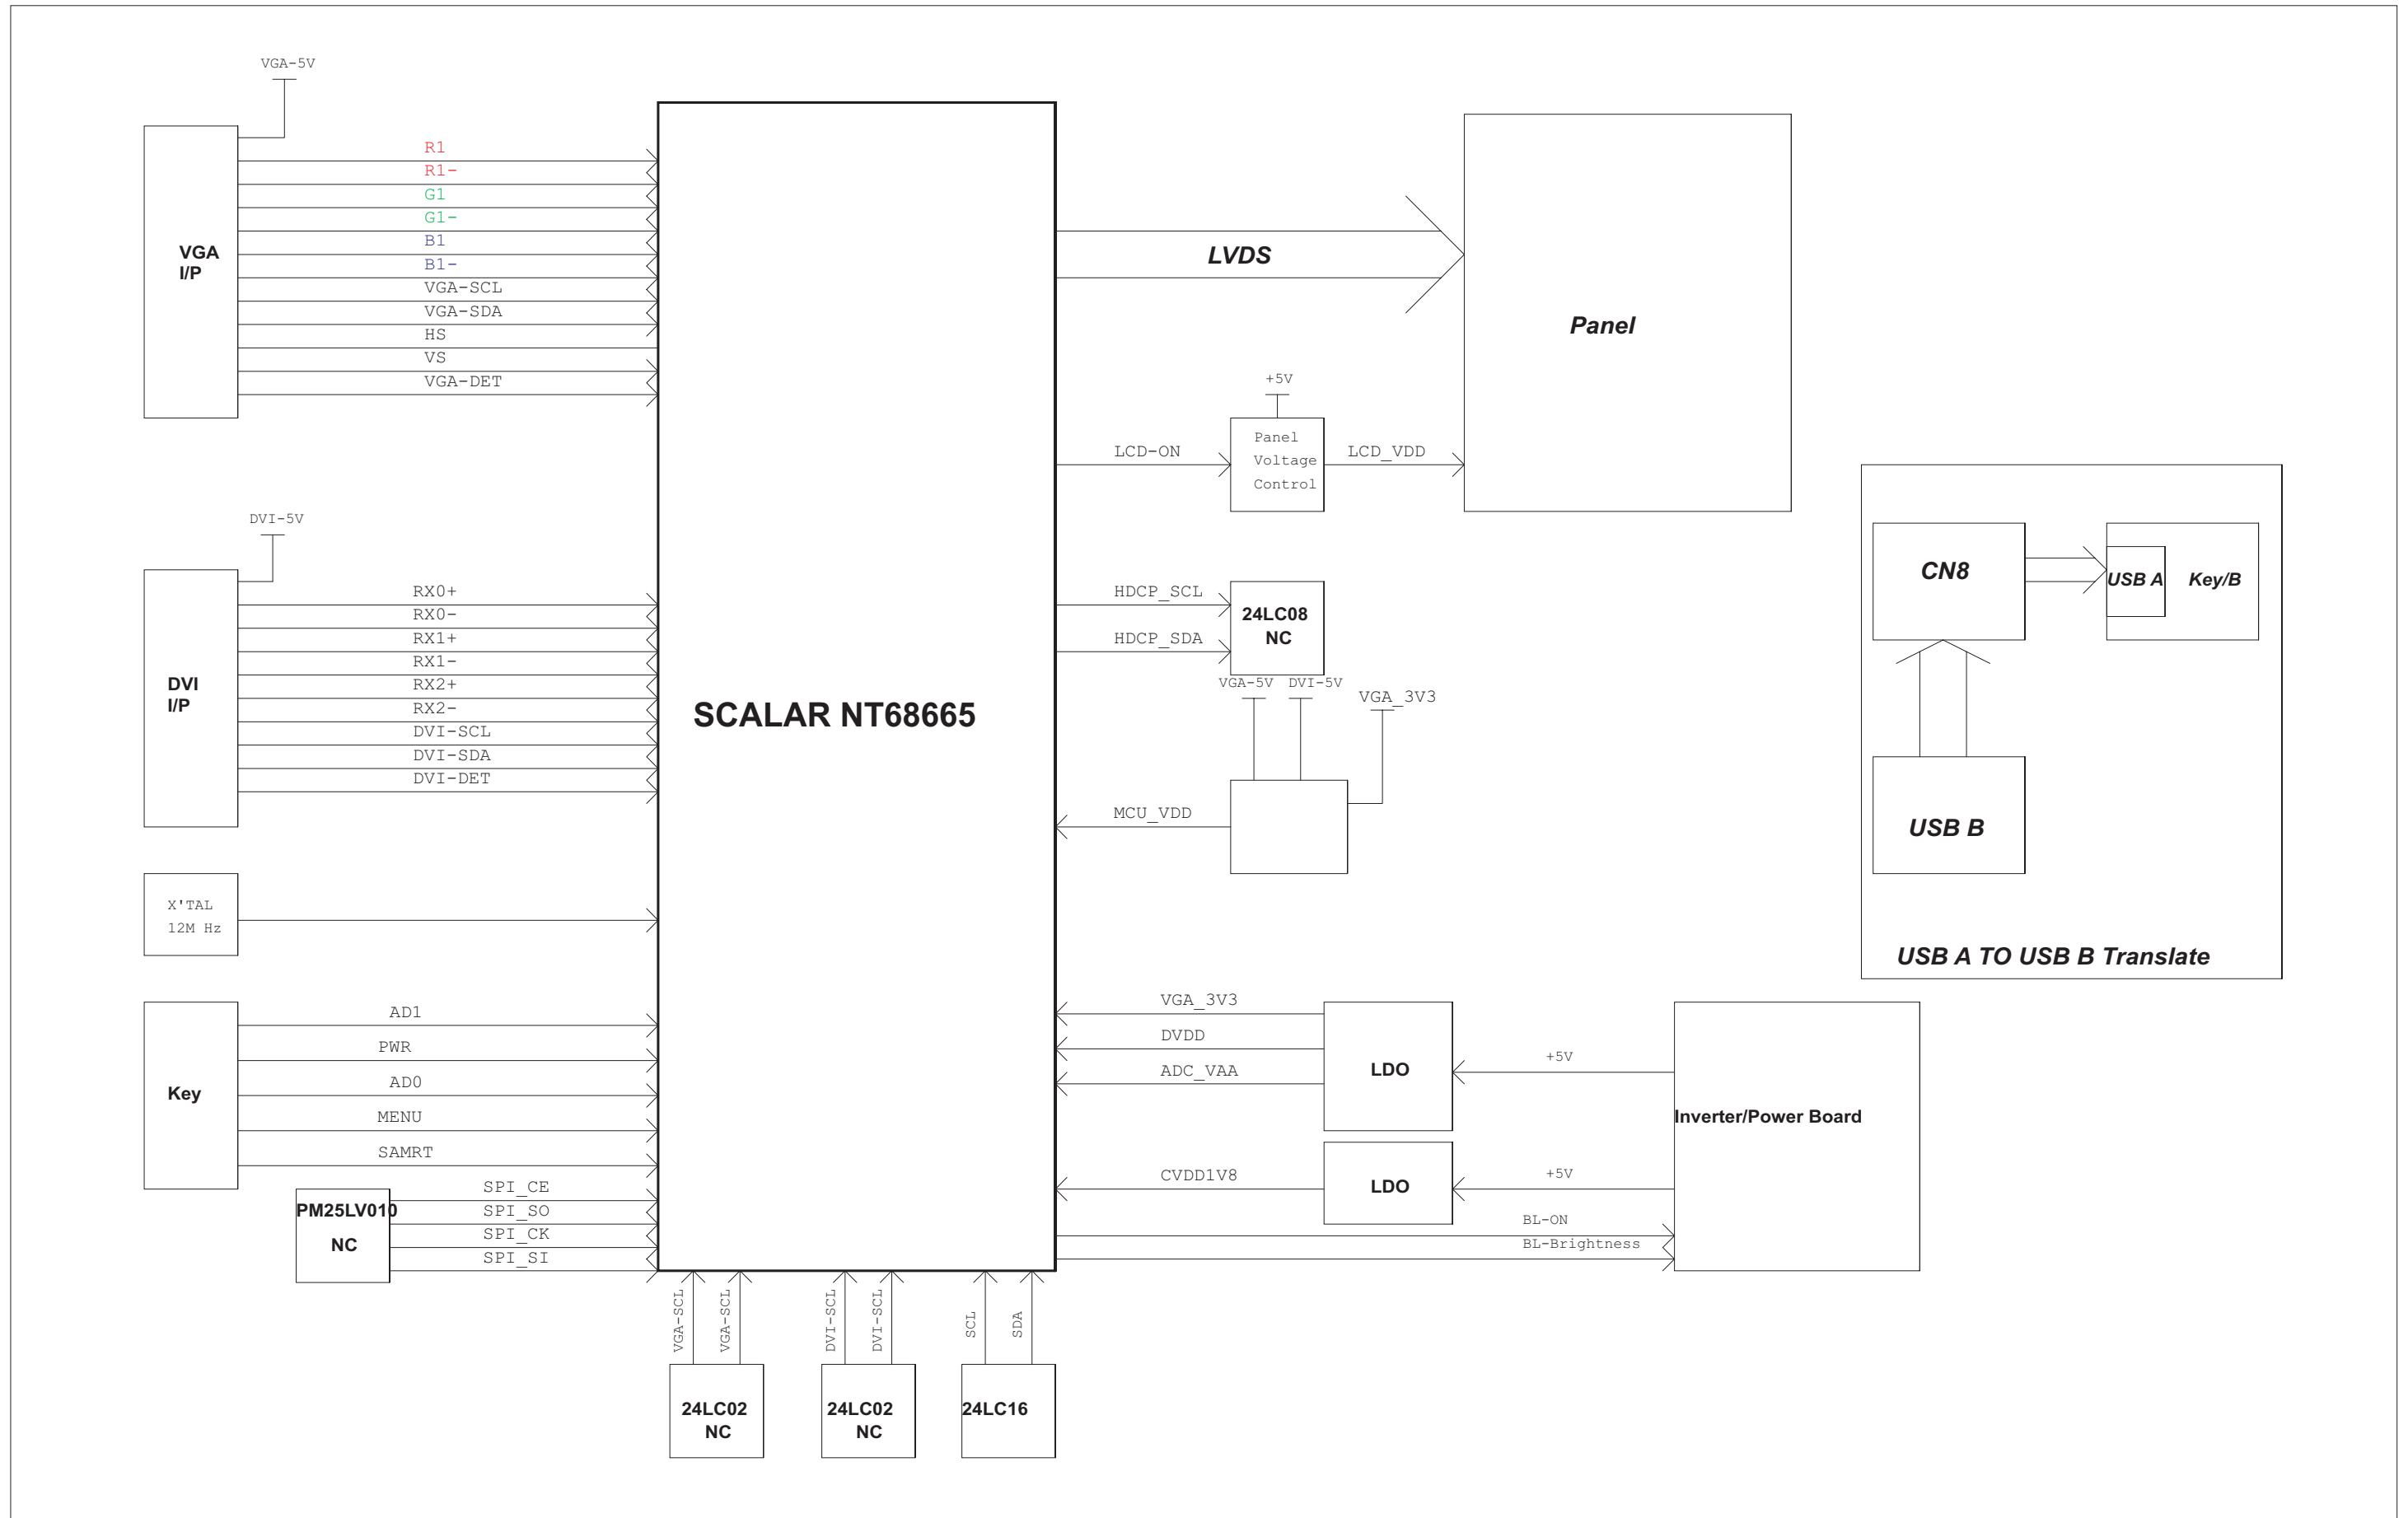 VGA-5V
R1
R1-
G1
G1-
B1
B1-
VGA-SCL
VGA-SDA
HS
VS
VGA-DET
VGA
I/P
DVI-5V
RX0+
RX0-
RX1+
RX1-
RX2+
RX2-
DVI-SCL
DVI-SDA
DVI-DET
DVI
I/P
X'TAL
12M Hz
AD1
PWR
AD0
MENU
SAMRT
Key
SPI_CE
SPI_SO
SPI_CK
SPI_SI
PM25LV010
NC
SCALAR NT68665
VGA-SCL
VGA-SCL
DVI-SCL
DVI-SCL
SCL
SDA
24LC02
NC
24LC02
NC
24LC16
LVDS
Panel
+5V
LCD-ON
Panel
Voltage
Control
LCD_VDD
HDCP_SCL
HDCP_SDA
24LC08
NC
VGA-5V
DVI-5V
VGA_3V3
MCU_VDD
VGA_3V3
DVDD
ADC_VAA
LDO
+5V
Inverter/Power Board
CVDD1V8
LDO
+5V
BL-ON
BL-Brightness
CN8
USB A
Key/B
USB B
USB A TO USB B Translate